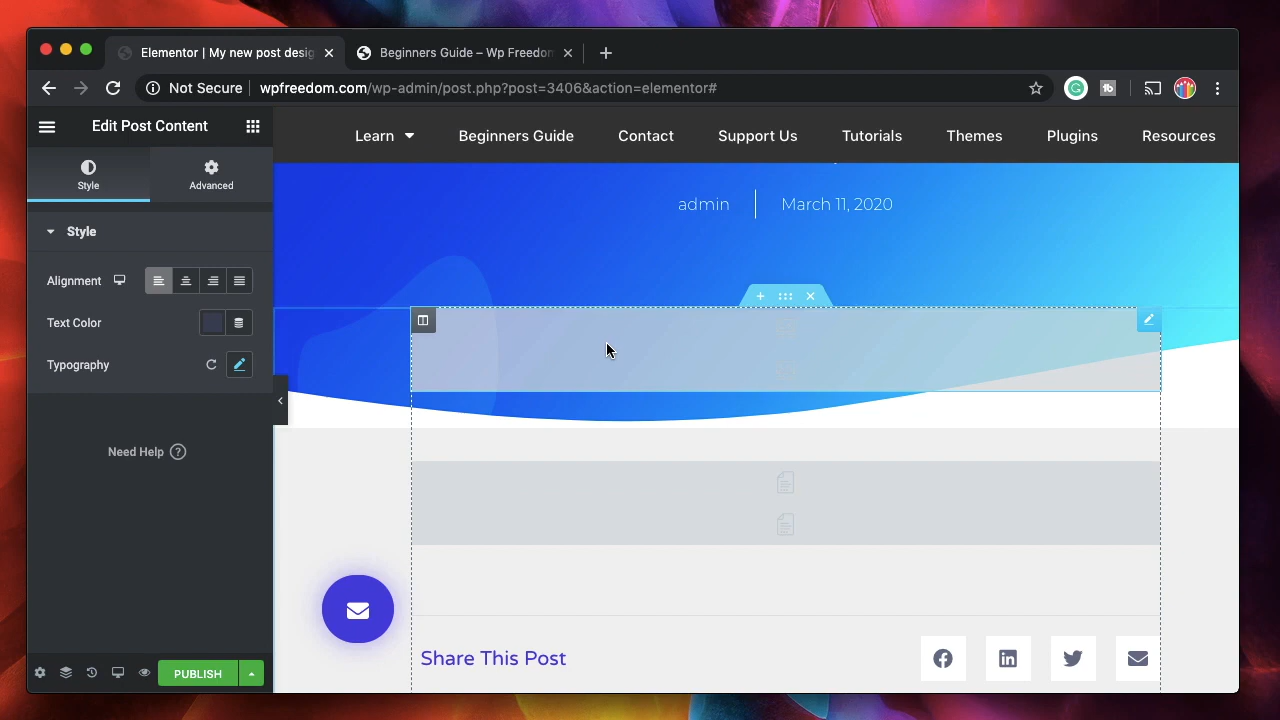 Elementor | My new post desig
Beginners Guide – Wp Freedom
Not Secure
wpfreedom.com/wp-admin/post.php?post=3406&action=elementor#
Edit Post Content
Learn
Beginners Guide
Contact
Support Us
Tutorials
Themes
Plugins
Resources
Style
Advanced
admin
March 11, 2020
Style
Alignment
Text Color
Typography
Need Help ?
Share This Post
PUBLISH